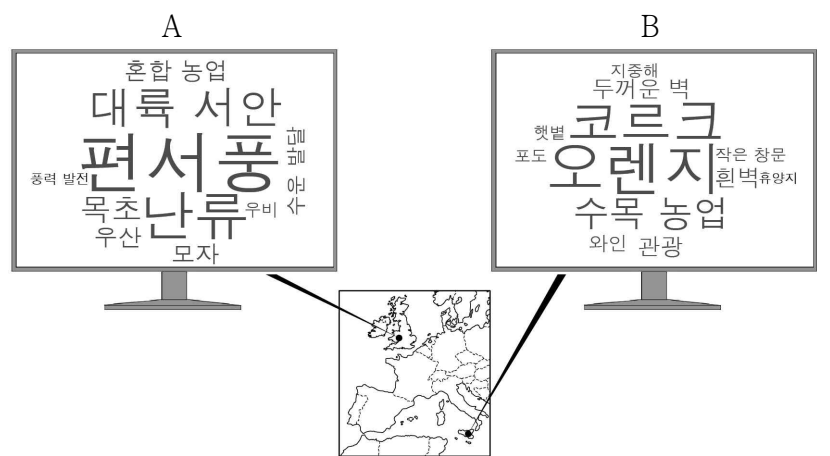 A
혼합 농업
대륙 서안
편서풍
수운 발달
풍력 발전
목초
난류
우비
우산
모자
B
지중해
두꺼운 벽
햇볕
코르크
포도
오렌지
작은 창문
흰벽
휴양지
수목 농업
와인
관광